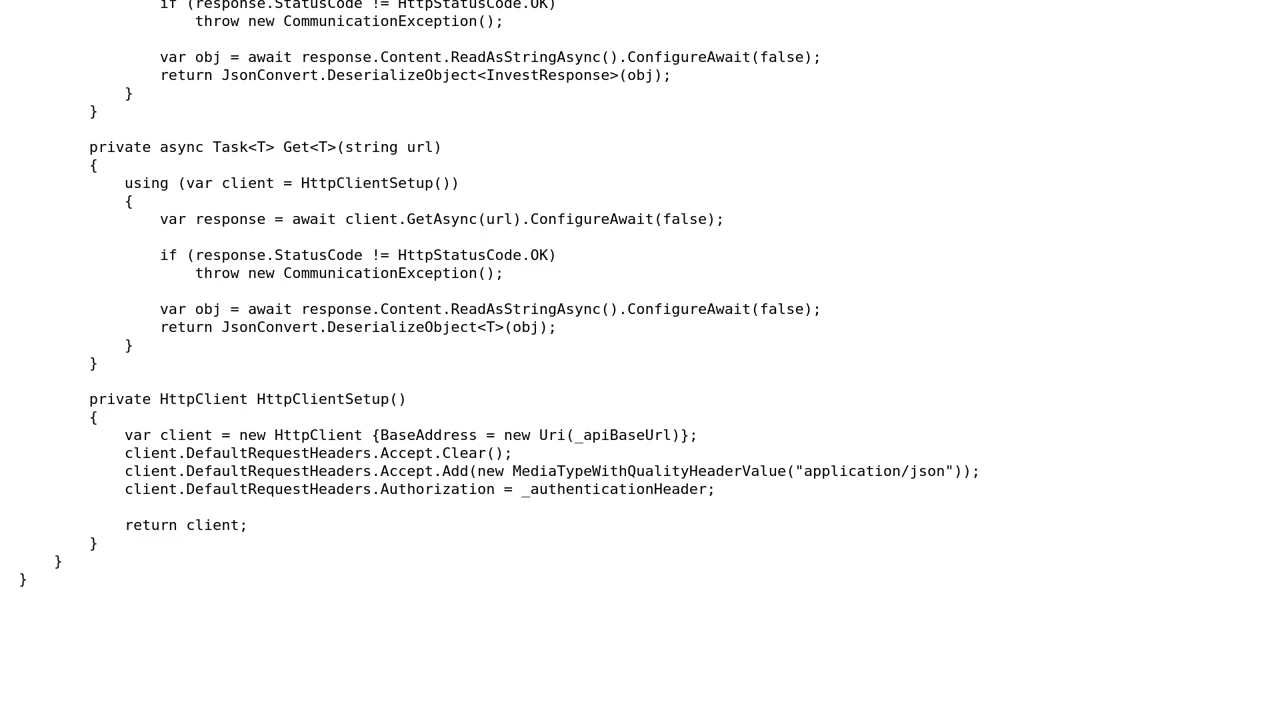 if (response.StatusCode != HttpStatusCode.OK)
                    throw new CommunicationException();

                var obj = await response.Content.ReadAsStringAsync().ConfigureAwait(false);
                return JsonConvert.DeserializeObject<InvestResponse>(obj);
            }
        }

        private async Task<T> Get<T>(string url)
        {
            using (var client = HttpClientSetup())
            {
                var response = await client.GetAsync(url).ConfigureAwait(false);

                if (response.StatusCode != HttpStatusCode.OK)
                    throw new CommunicationException();

                var obj = await response.Content.ReadAsStringAsync().ConfigureAwait(false);
                return JsonConvert.DeserializeObject<T>(obj);
            }
        }

        private HttpClient HttpClientSetup()
        {
            var client = new HttpClient {BaseAddress = new Uri(_apiBaseUrl)};
            client.DefaultRequestHeaders.Accept.Clear();
            client.DefaultRequestHeaders.Accept.Add(new MediaTypeWithQualityHeaderValue("application/json"));
            client.DefaultRequestHeaders.Authorization = _authenticationHeader;

            return client;
        }
    }
}